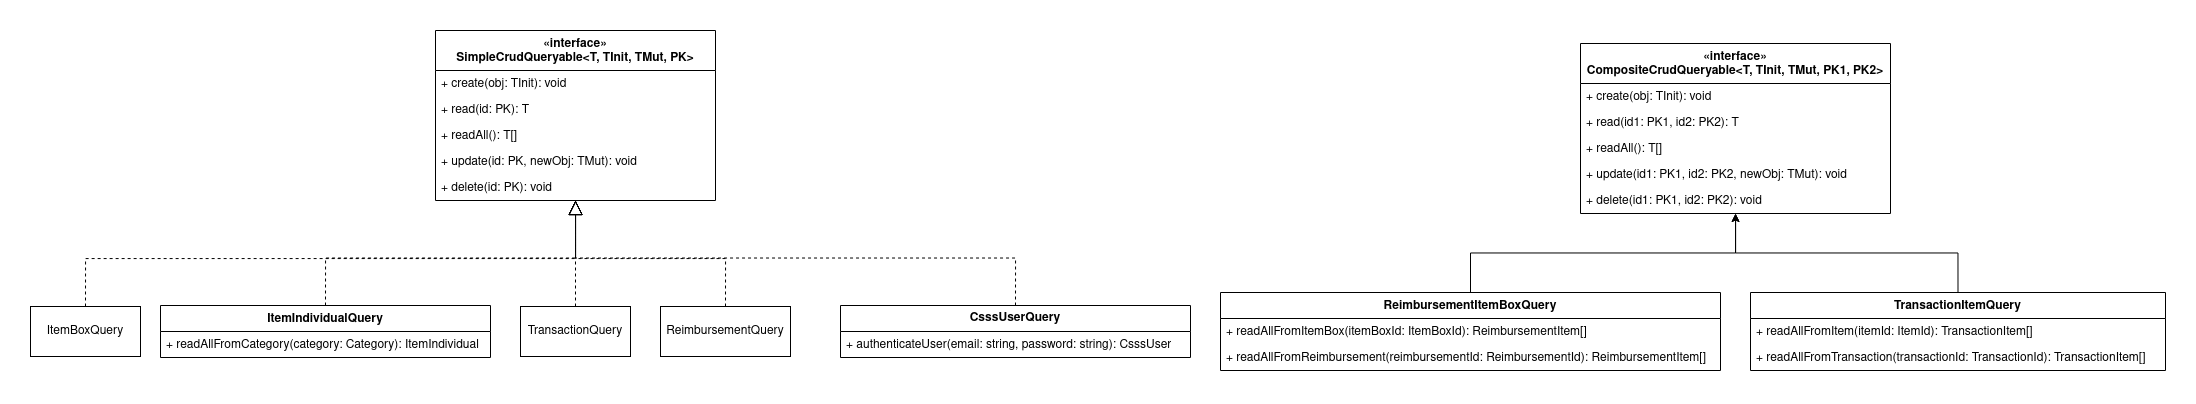 «interface»
SimpleCrudQueryable<T, TInit, TMut, PK>
+ create(obj: TInit): void
+ read(id: PK): T
+ readAll(): T[]
+ update(id: PK, newObj: TMut): void
+ delete(id: PK): void
«interface»
CompositeCrudQueryable<T, TInit, TMut, PK1, PK2>
+ create(obj: TInit): void
+ read(id1: PK1, id2: PK2): T
+ readAll(): T[]
+ update(id1: PK1, id2: PK2, newObj: TMut): void
+ delete(id1: PK1, id2: PK2): void
ItemBoxQuery
ItemIndividualQuery
+ readAllFromCategory(category: Category): ItemIndividual
TransactionQuery
ReimbursementQuery
CsssUserQuery
+ authenticateUser(email: string, password: string): CsssUser
ReimbursementItemBoxQuery
+ readAllFromItemBox(itemBoxId: ItemBoxId): ReimbursementItem[]
+ readAllFromReimbursement(reimbursementId: ReimbursementId): ReimbursementItem[]
TransactionItemQuery
+ readAllFromItem(itemId: ItemId): TransactionItem[]
+ readAllFromTransaction(transactionId: TransactionId): TransactionItem[]